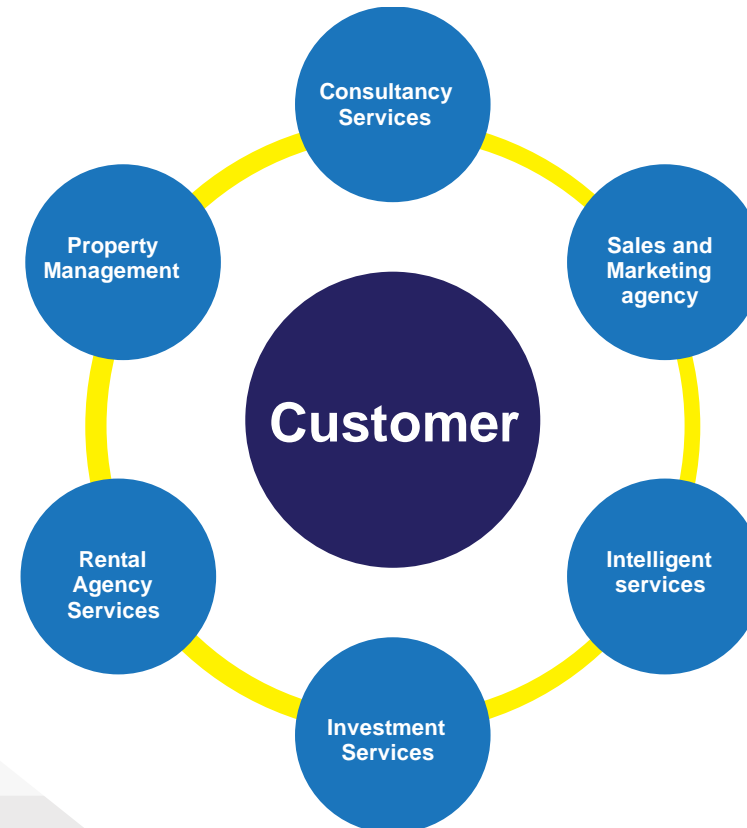 Consultancy
Services
Property
Management
Sales and
Marketing
agency
Customer
Rental
Agency
Services
Intelligent
services
Investment
Services